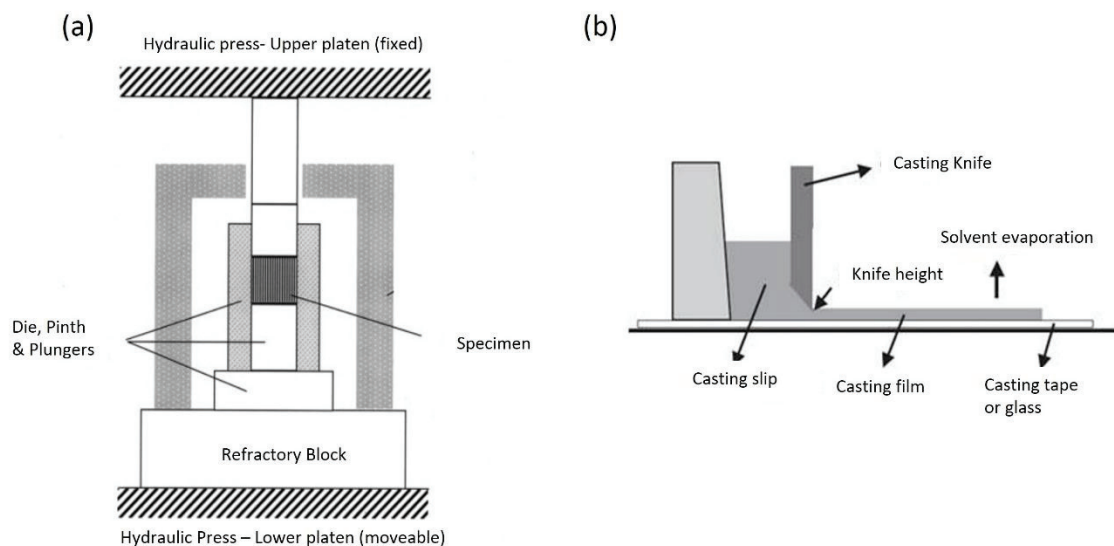 (a)
Hydraulic press- Upper platen (fixed)
Die, Pinth
& Plungers
Specimen
Refractory Block
Hydraulic Press – Lower platen (moveable)
(b)
Casting Knife
Solvent evaporation
Knife height
Casting slip
Casting film
Casting tape
or glass